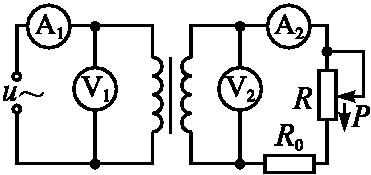 A₁ A₂
u~ V₁ V₂ R P
R₀